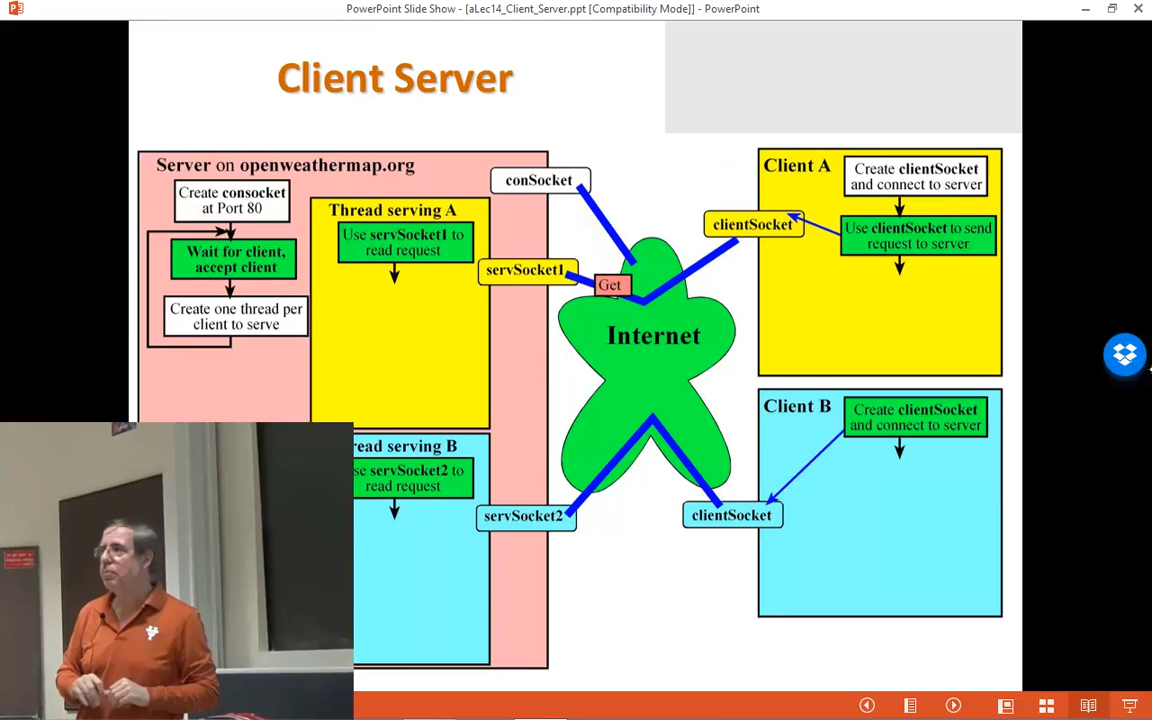 PowerPoint Slide Show - [aLec14_Client_Server.ppt [Compatibility Mode]] - PowerPoint
Client Server
Server on openweathermap.org
Create consocket
at Port 80
Wait for client,
accept client
Create one thread per
client to serve
Thread serving A
Use servSocket1 to
read request
conSocket
servSocket1
Get
Internet
clientSocket
Client A
Create clientSocket
and connect to server
Use clientSocket to send
request to server
Client B
Create clientSocket
and connect to server
read serving B
se servSocket2 to
read request
servSocket2
clientSocket